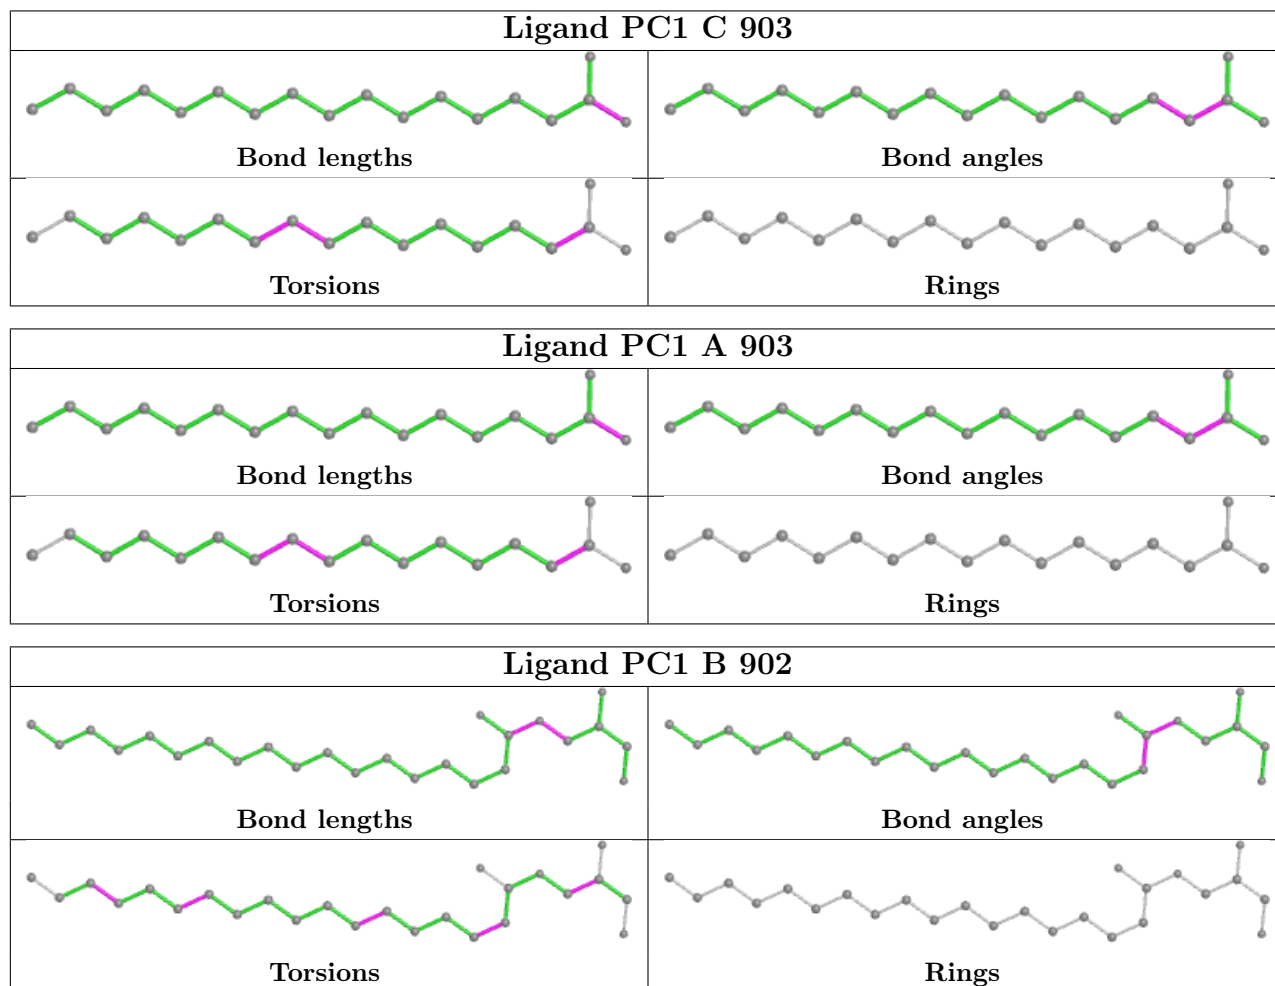 Ligand PC1 C 903
Bond lengths
Bond angles
Torsions
Rings
Ligand PC1 A 903
Bond lengths
Bond angles
Torsions
Rings
Ligand PC1 B 902
Bond lengths
Bond angles
Torsions
Rings